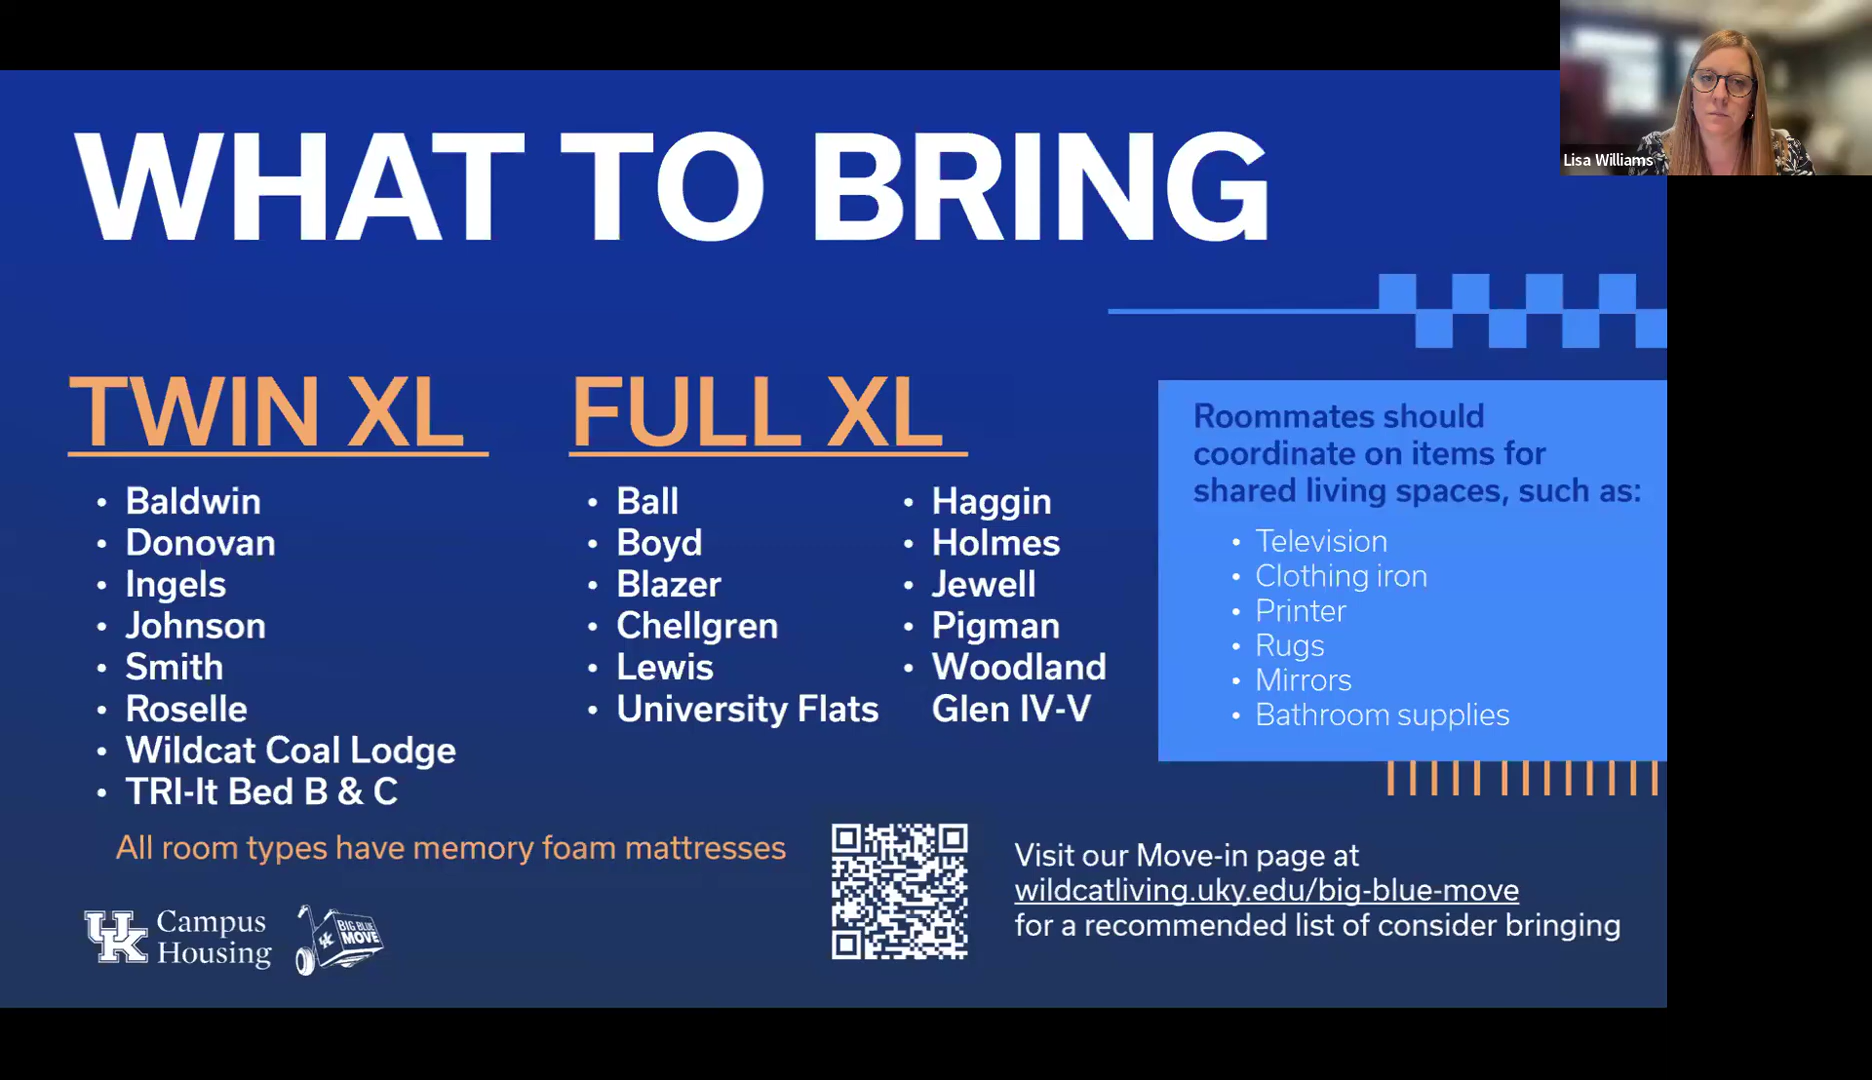 WHAT TO BRING
Lisa Williams
TWIN XL
• Baldwin
• Donovan
• Ingels
• Johnson
• Smith
• Roselle
• Wildcat Coal Lodge
• TRI-It Bed B & C
FULL XL
• Ball
• Boyd
• Blazer
• Chellgren
• Lewis
• University Flats
• Haggin
• Holmes
• Jewell
• Pigman
• Woodland
Glen IV-V
Roommates should
coordinate on items for
shared living spaces, such as:
• Television
• Clothing iron
• Printer
• Rugs
• Mirrors
• Bathroom supplies
All room types have memory foam mattresses
UK
Campus
Housing
BIG BLUE
MOVE
UK
Visit our Move-in page at
wildcatliving.uky.edu/big-blue-move
for a recommended list of consider bringing